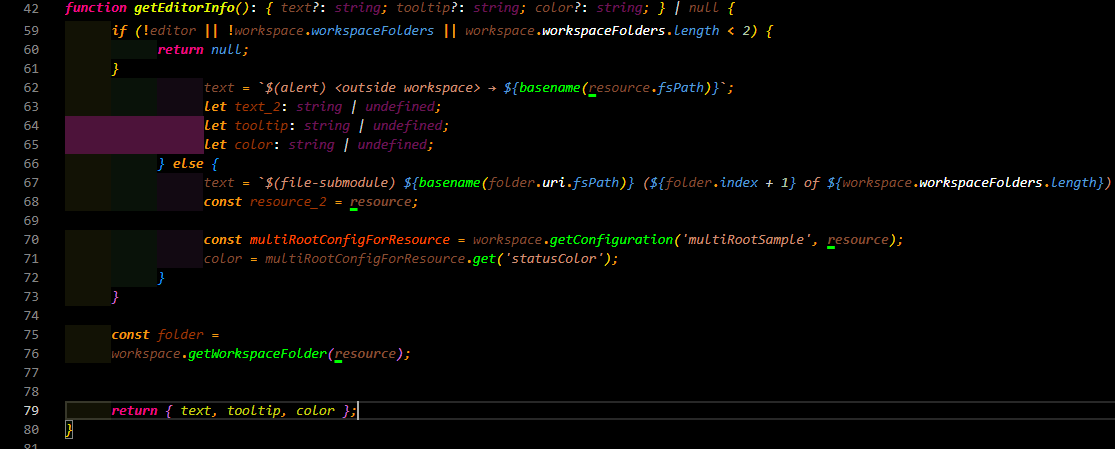 42 function getEditorInfo(): { text?: string; tooltip?: string; color?: string; } | null {
59 if (!editor || !workspace.workspaceFolders || workspace.workspaceFolders.length < 2) {
60 return null;
61 }
62 text = `$(alert) <outside workspace> → ${basename(resource.fsPath)}`;
63 let text_2: string | undefined;
64 let tooltip: string | undefined;
65 let color: string | undefined;
66 } else {
67 text = `$(file-submodule) ${basename(folder.uri.fsPath)} (${folder.index + 1} of ${workspace.workspaceFolders.length})
68 const resource_2 = resource;
69
70 const multiRootConfigForResource = workspace.getConfiguration('multiRootSample', resource);
71 color = multiRootConfigForResource.get('statusColor');
72 }
73 }
74
75 const folder =
76 workspace.getWorkspaceFolder(resource);
77
78
79 return { text, tooltip, color };
80 }
81